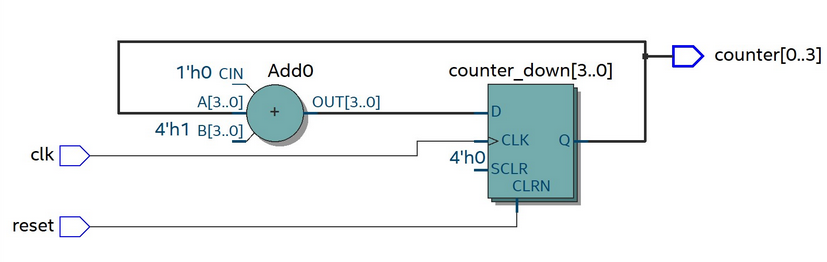 counter[0..3]
1'h0 CIN Add0 counter_down[3..0]
A[3..0] OUT[3..0] D
4'h1 B[3..0]
clk CLK Q
4'h0 SCLR
CLRN
reset
+